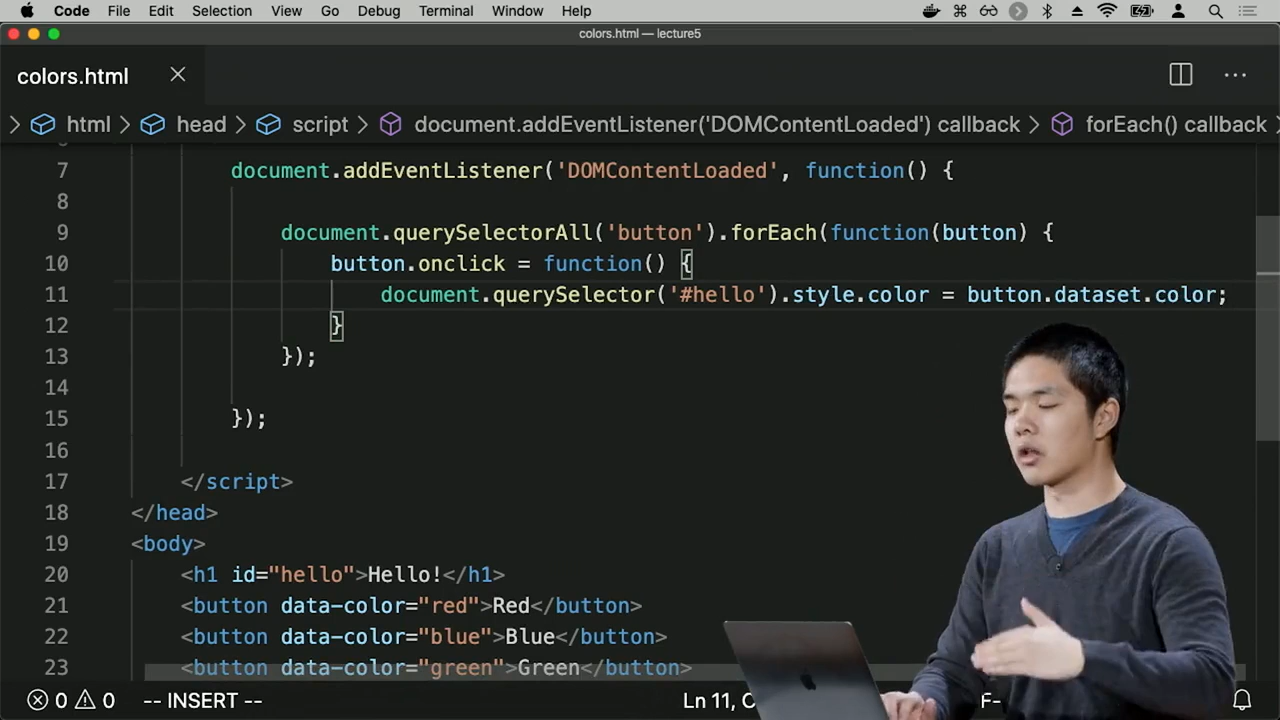 Code File Edit Selection View Go Debug Terminal Window Help
colors.html — lecture5
colors.html
html head script document.addEventListener('DOMContentLoaded') callback forEach() callback
7 document.addEventListener('DOMContentLoaded', function() {
8
9 document.querySelectorAll('button').forEach(function(button) {
10 button.onclick = function() {
11 document.querySelector('#hello').style.color = button.dataset.color;
12 }
13 });
14
15 });
16
17 </script>
18 </head>
19 <body>
20 <h1 id="hello">Hello!</h1>
21 <button data-color="red">Red</button>
22 <button data-color="blue">Blue</button>
23 <button data-color="green">Green</button>
0 0 -- INSERT -- Ln 11, C F-